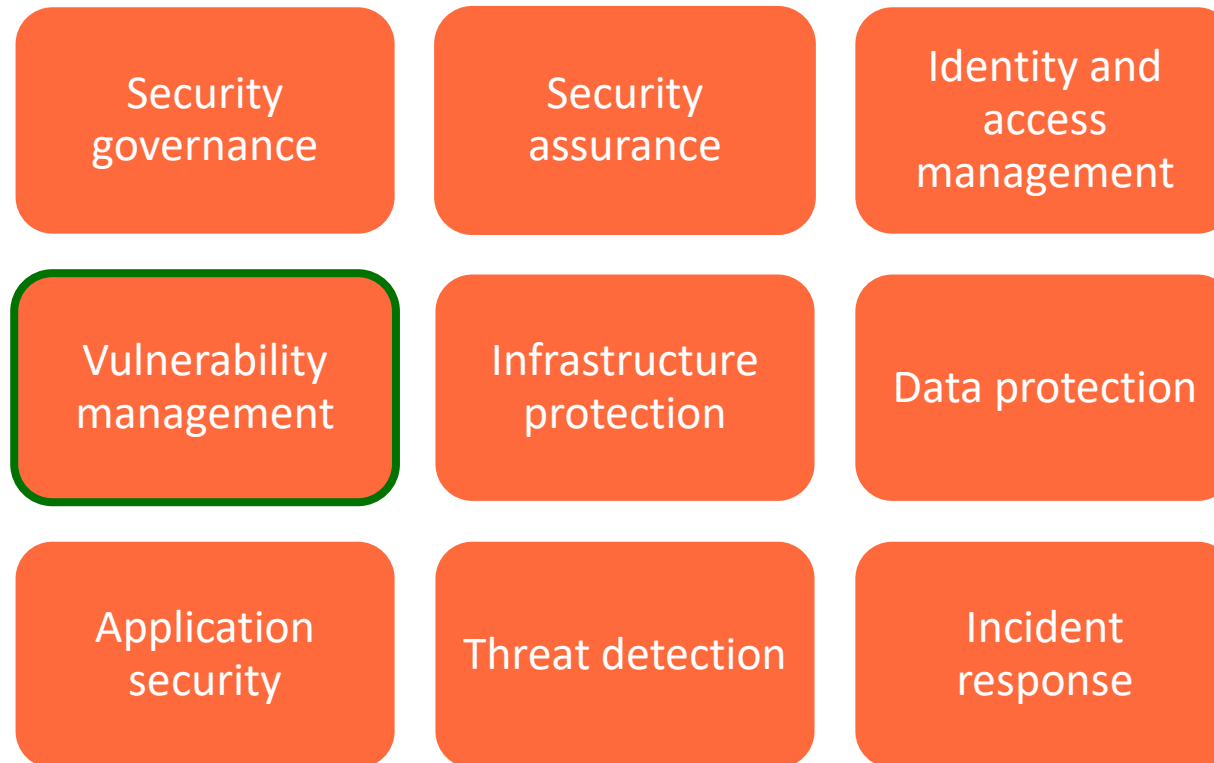 Security
governance
Security
assurance
Identity and
access
management
Vulnerability
management
Infrastructure
protection
Data protection
Application
security
Threat detection
Incident
response